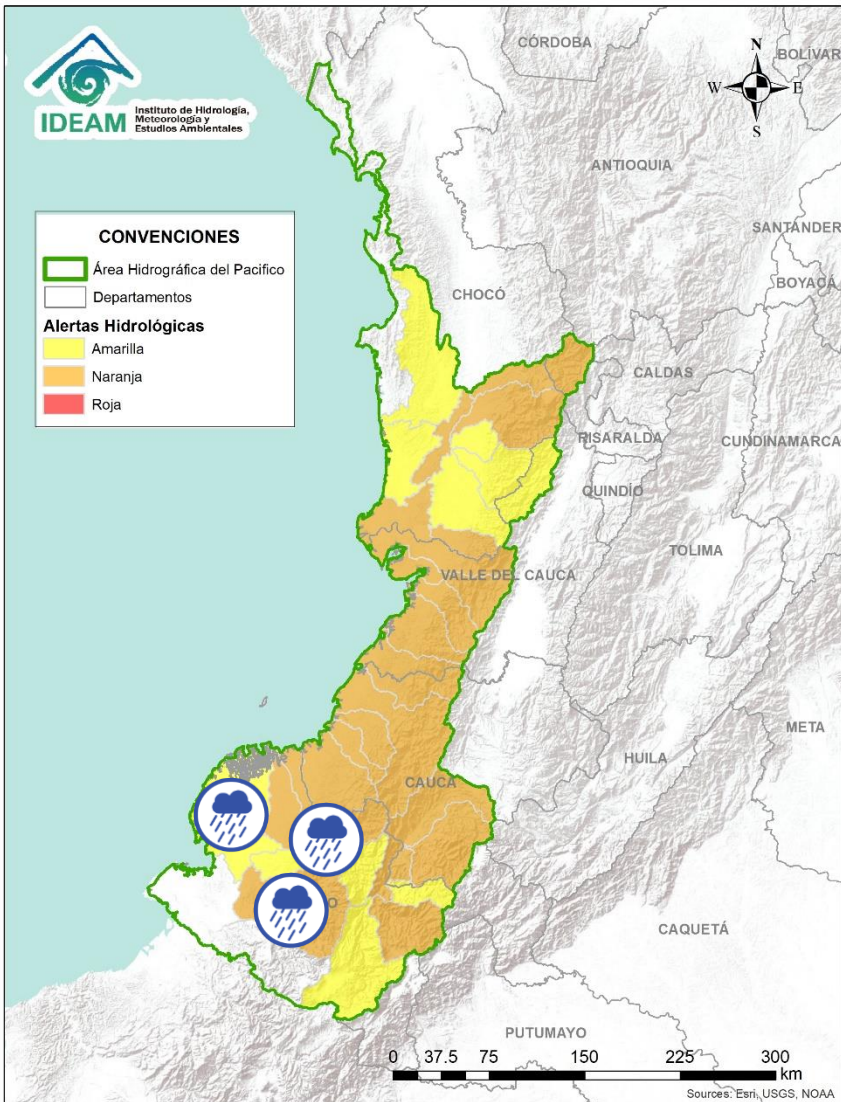 IDEAM
Instituto de Hidrología,
Meteorología y
Estudios Ambientales
CÓRDOBA
BOLÍVAR
N
W
E
S
ANTIOQUIA
SANTANDER
BOYACÁ
CONVENCIONES
Área Hidrográfica del Pacifico
Departamentos
Alertas Hidrológicas
Amarilla
Naranja
Roja
CHOCÓ
CALDAS
RISARALDA
CUNDINAMARCA
QUINDÍO
TOLIMA
VALLE DEL CAUCA
META
HUILA
CAUCA
O
CAQUETÁ
PUTUMAYO
0 37.5 75 150 225 300
km
Sources: Esri, USGS, NOAA